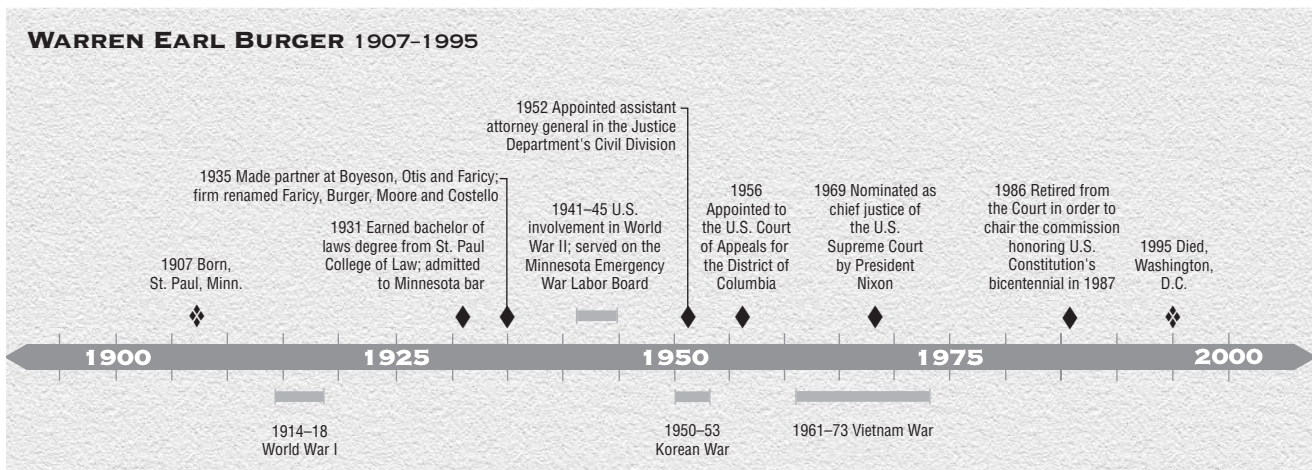 WARREN EARL BURGER 1907–1995
1952 Appointed assistant
attorney general in the Justice
Department's Civil Division
1935 Made partner at Boyeson, Otis and Faricy;
firm renamed Faricy, Burger, Moore and Costello
1907 Born,
St. Paul, Minn.
1931 Earned bachelor of
laws degree from St. Paul
College of Law; admitted
to Minnesota bar
1941–45 U.S.
involvement in World
War II; served on the
Minnesota Emergency
War Labor Board
1956
Appointed to
the U.S. Court
of Appeals for
the District of
Columbia
1969 Nominated as
chief justice of
the U.S.
Supreme Court
by President
Nixon
1986 Retired from
the Court in order to
chair the commission
honoring U.S.
Constitution's
bicentennial in 1987
1995 Died,
Washington,
D.C.
1900 1925 1950 1975 2000
1914–18
World War I
1950–53
Korean War
1961–73 Vietnam War